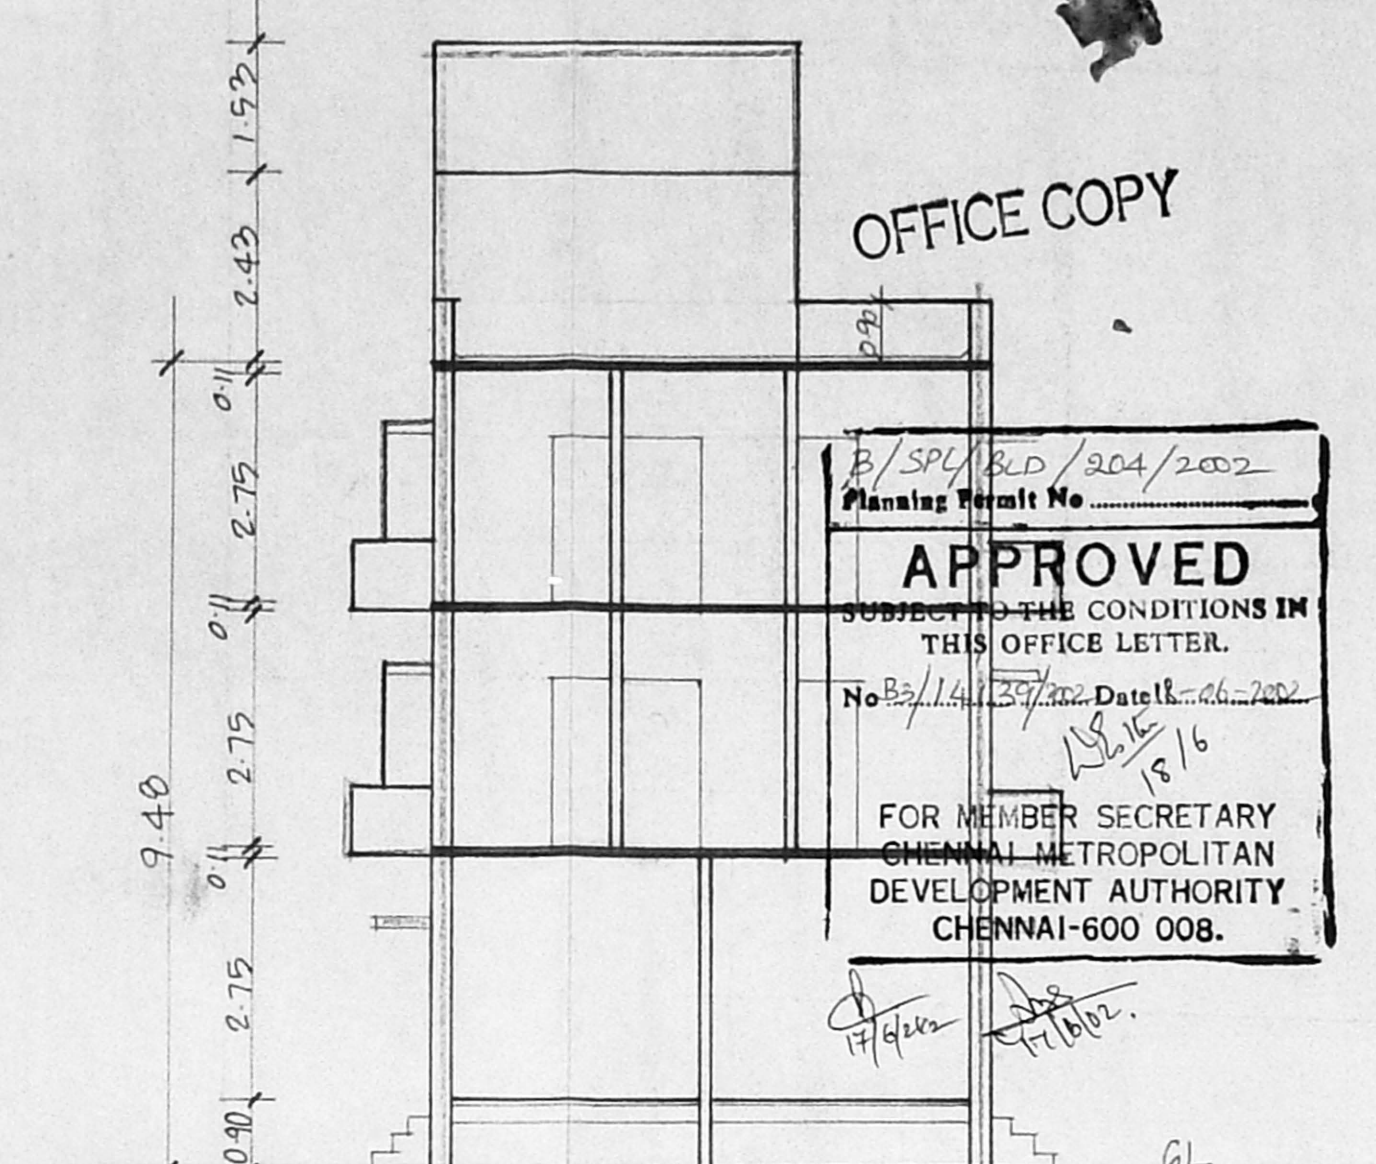 1.53
2.43
OFFICE COPY
0.90
0.11
B/SPL/BLD/204/2002
Planning Permit No
2.75
APPROVED
SUBJECT TO THE CONDITIONS IN
THIS OFFICE LETTER.
0.11
No B3/14139/2002 Date 18-06-2002
18/6
2.75
9.48
FOR MEMBER SECRETARY
CHENNAI METROPOLITAN
DEVELOPMENT AUTHORITY
CHENNAI-600 008.
0.11
2.75
17/6/2002
17/6/02.
0.90